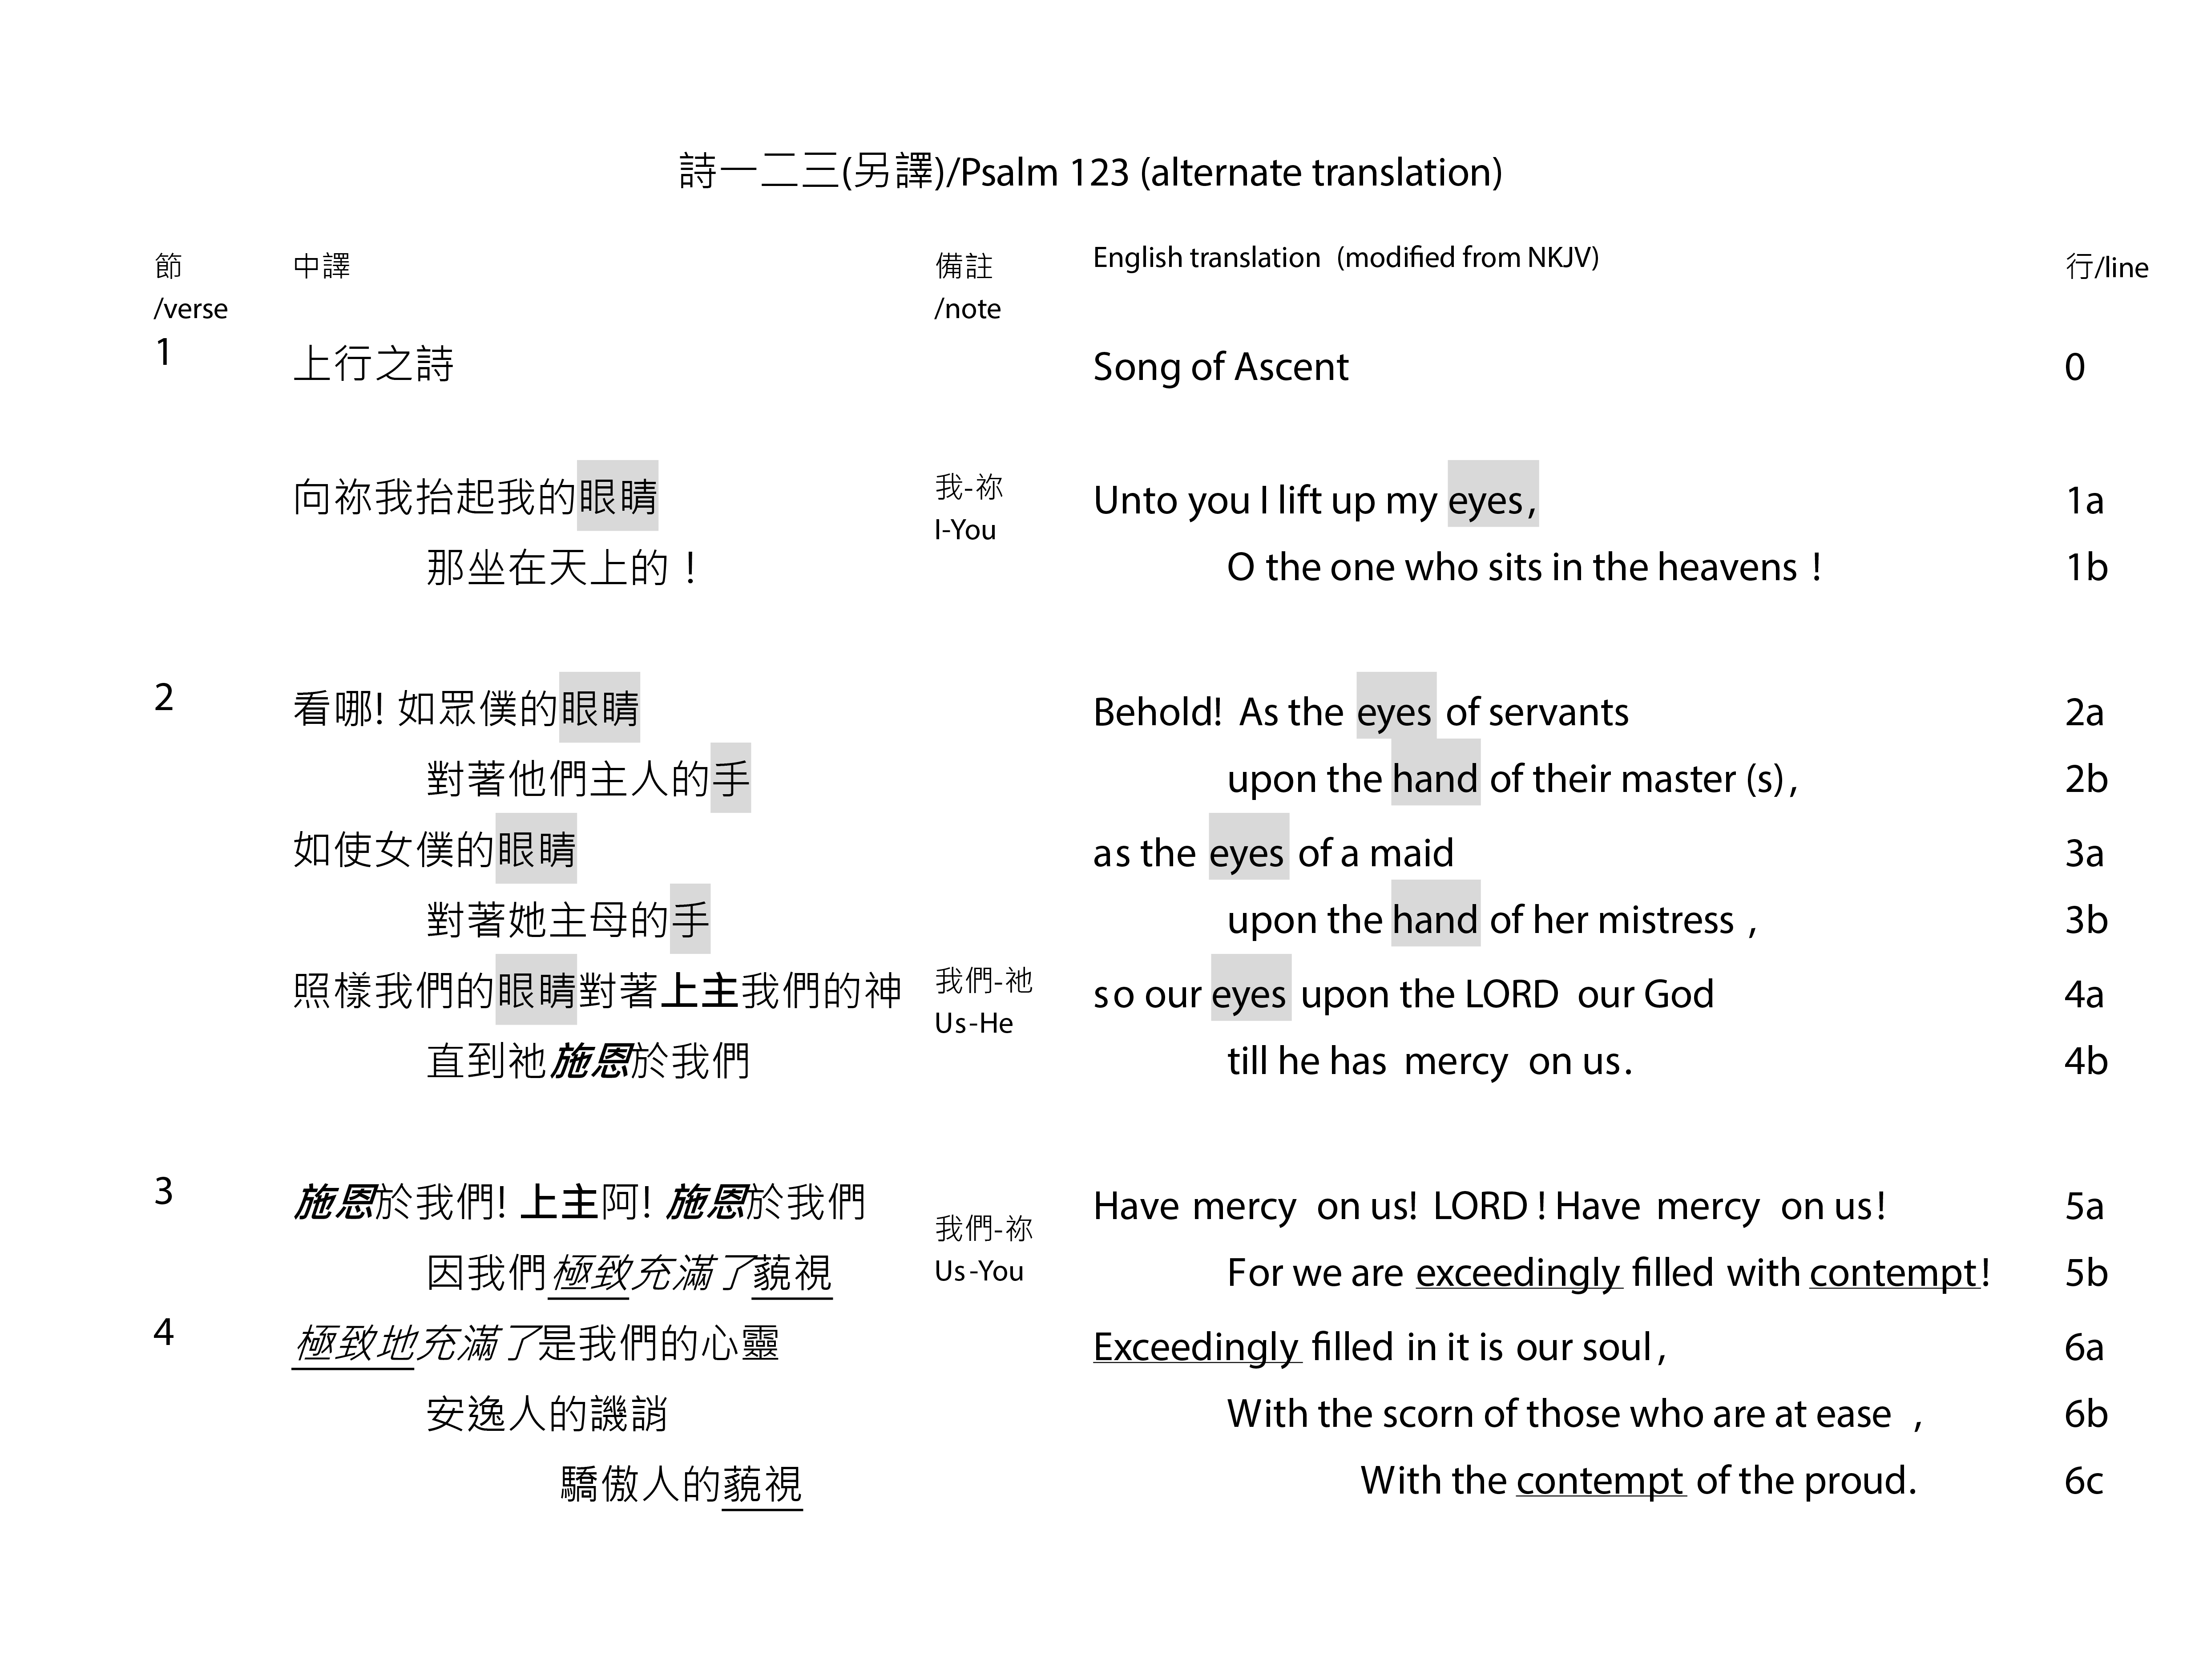 詩一二三(另譯)/Psalm 123 (alternate translation)
節 中譯 備註 English translation (modified from NKJV) 行/line
/verse /note
1 上行之詩 Song of Ascent 0
向祢我抬起我的眼睛 我-祢 Unto you I lift up my eyes, 1a
I-You
那坐在天上的！ O the one who sits in the heavens ! 1b
2 看哪! 如眾僕的眼睛 Behold! As the eyes of servants 2a
對著他們主人的手 upon the hand of their master (s), 2b
如使女僕的眼睛 as the eyes of a maid 3a
對著她主母的手 upon the hand of her mistress , 3b
照樣我們的眼睛對著上主我們的神 我們-祂 so our eyes upon the LORD our God 4a
Us-He
直到祂施恩於我們 till he has mercy on us. 4b
3 施恩於我們! 上主阿! 施恩於我們 Have mercy on us! LORD ! Have mercy on us! 5a
我們-祢
因我們極致充滿了藐視 Us-You For we are exceedingly filled with contempt! 5b
4 極致地充滿了是我們的心靈 Exceedingly filled in it is our soul, 6a
安逸人的譏誚 With the scorn of those who are at ease , 6b
驕傲人的藐視 With the contempt of the proud. 6c